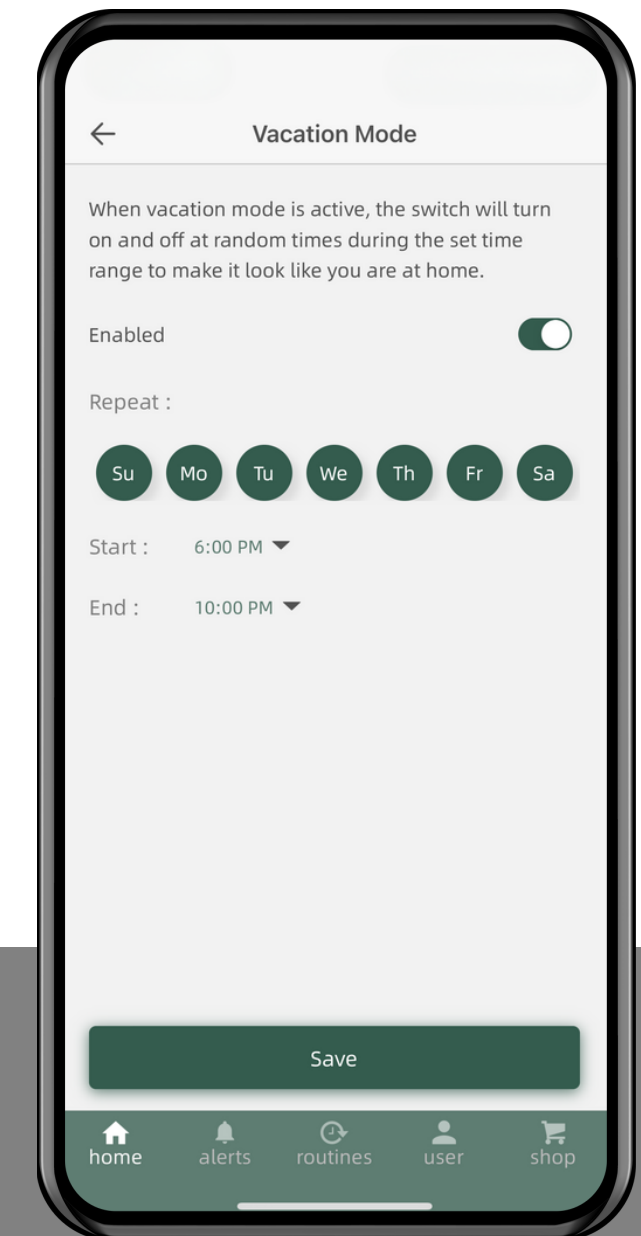 Vacation Mode
When vacation mode is active, the switch will turn
on and off at random times during the set time
range to make it look like you are at home.
Enabled
Repeat :
Su Mo Tu We Th Fr Sa
Start : 6:00 PM
End : 10:00 PM
Save
home alerts routines user shop